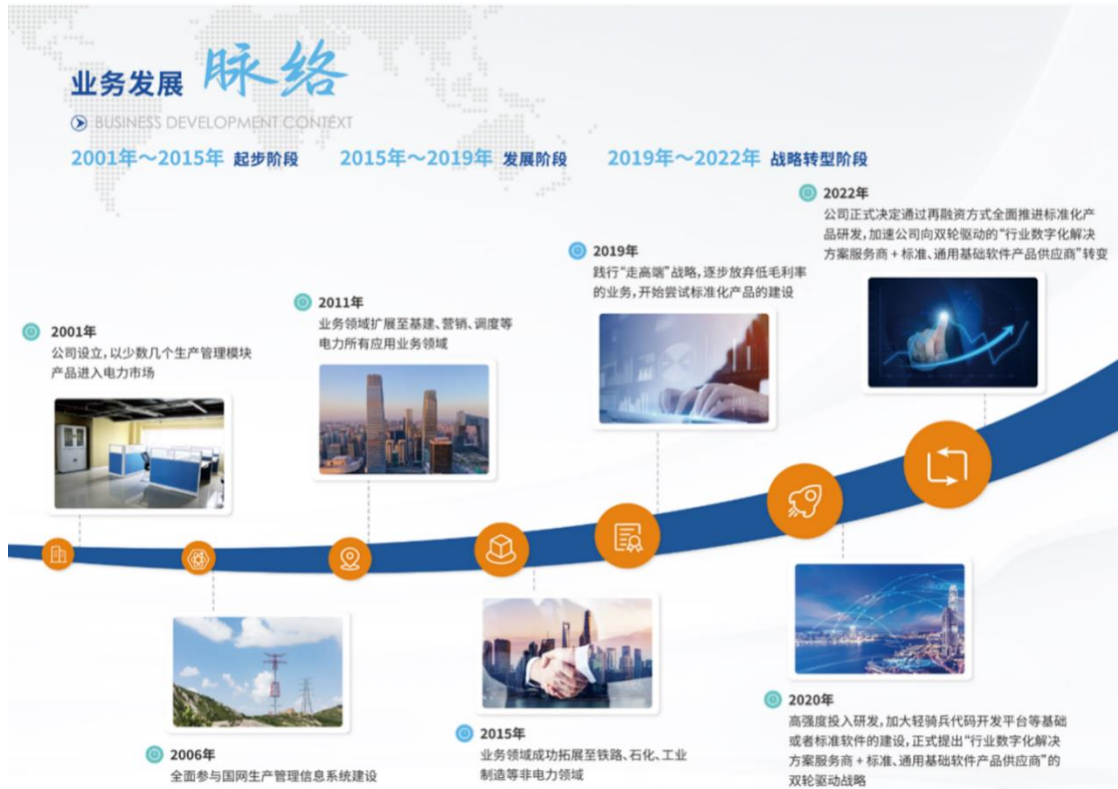 业务发展 脉络
BUSINESS DEVELOPMENT CONTEXT
2001年～2015年 起步阶段
2015年～2019年 发展阶段
2019年～2022年 战略转型阶段
2001年
公司设立，以少数几个生产管理模块
产品进入电力市场
2006年
全面参与国网生产管理信息系统建设
2011年
业务领域扩展至基建、营销、调度等
电力所有应用业务领域
2015年
业务领域成功拓展至铁路、石化、工业
制造等非电力领域
2019年
践行“走高端”战略，逐步放弃低毛利率
的业务，开始尝试标准化产品的建设
2020年
高强度投入研发，加大轻骑兵代码开发平台等基础
或者标准软件的建设，正式提出“行业数字化解决
方案服务商 + 标准、通用基础软件产品供应商”的
双轮驱动战略
2022年
公司正式决定通过再融资方式全面推进标准化产
品研发，加速公司向双轮驱动的“行业数字化解决
方案服务商 + 标准、通用基础软件产品供应商”转变